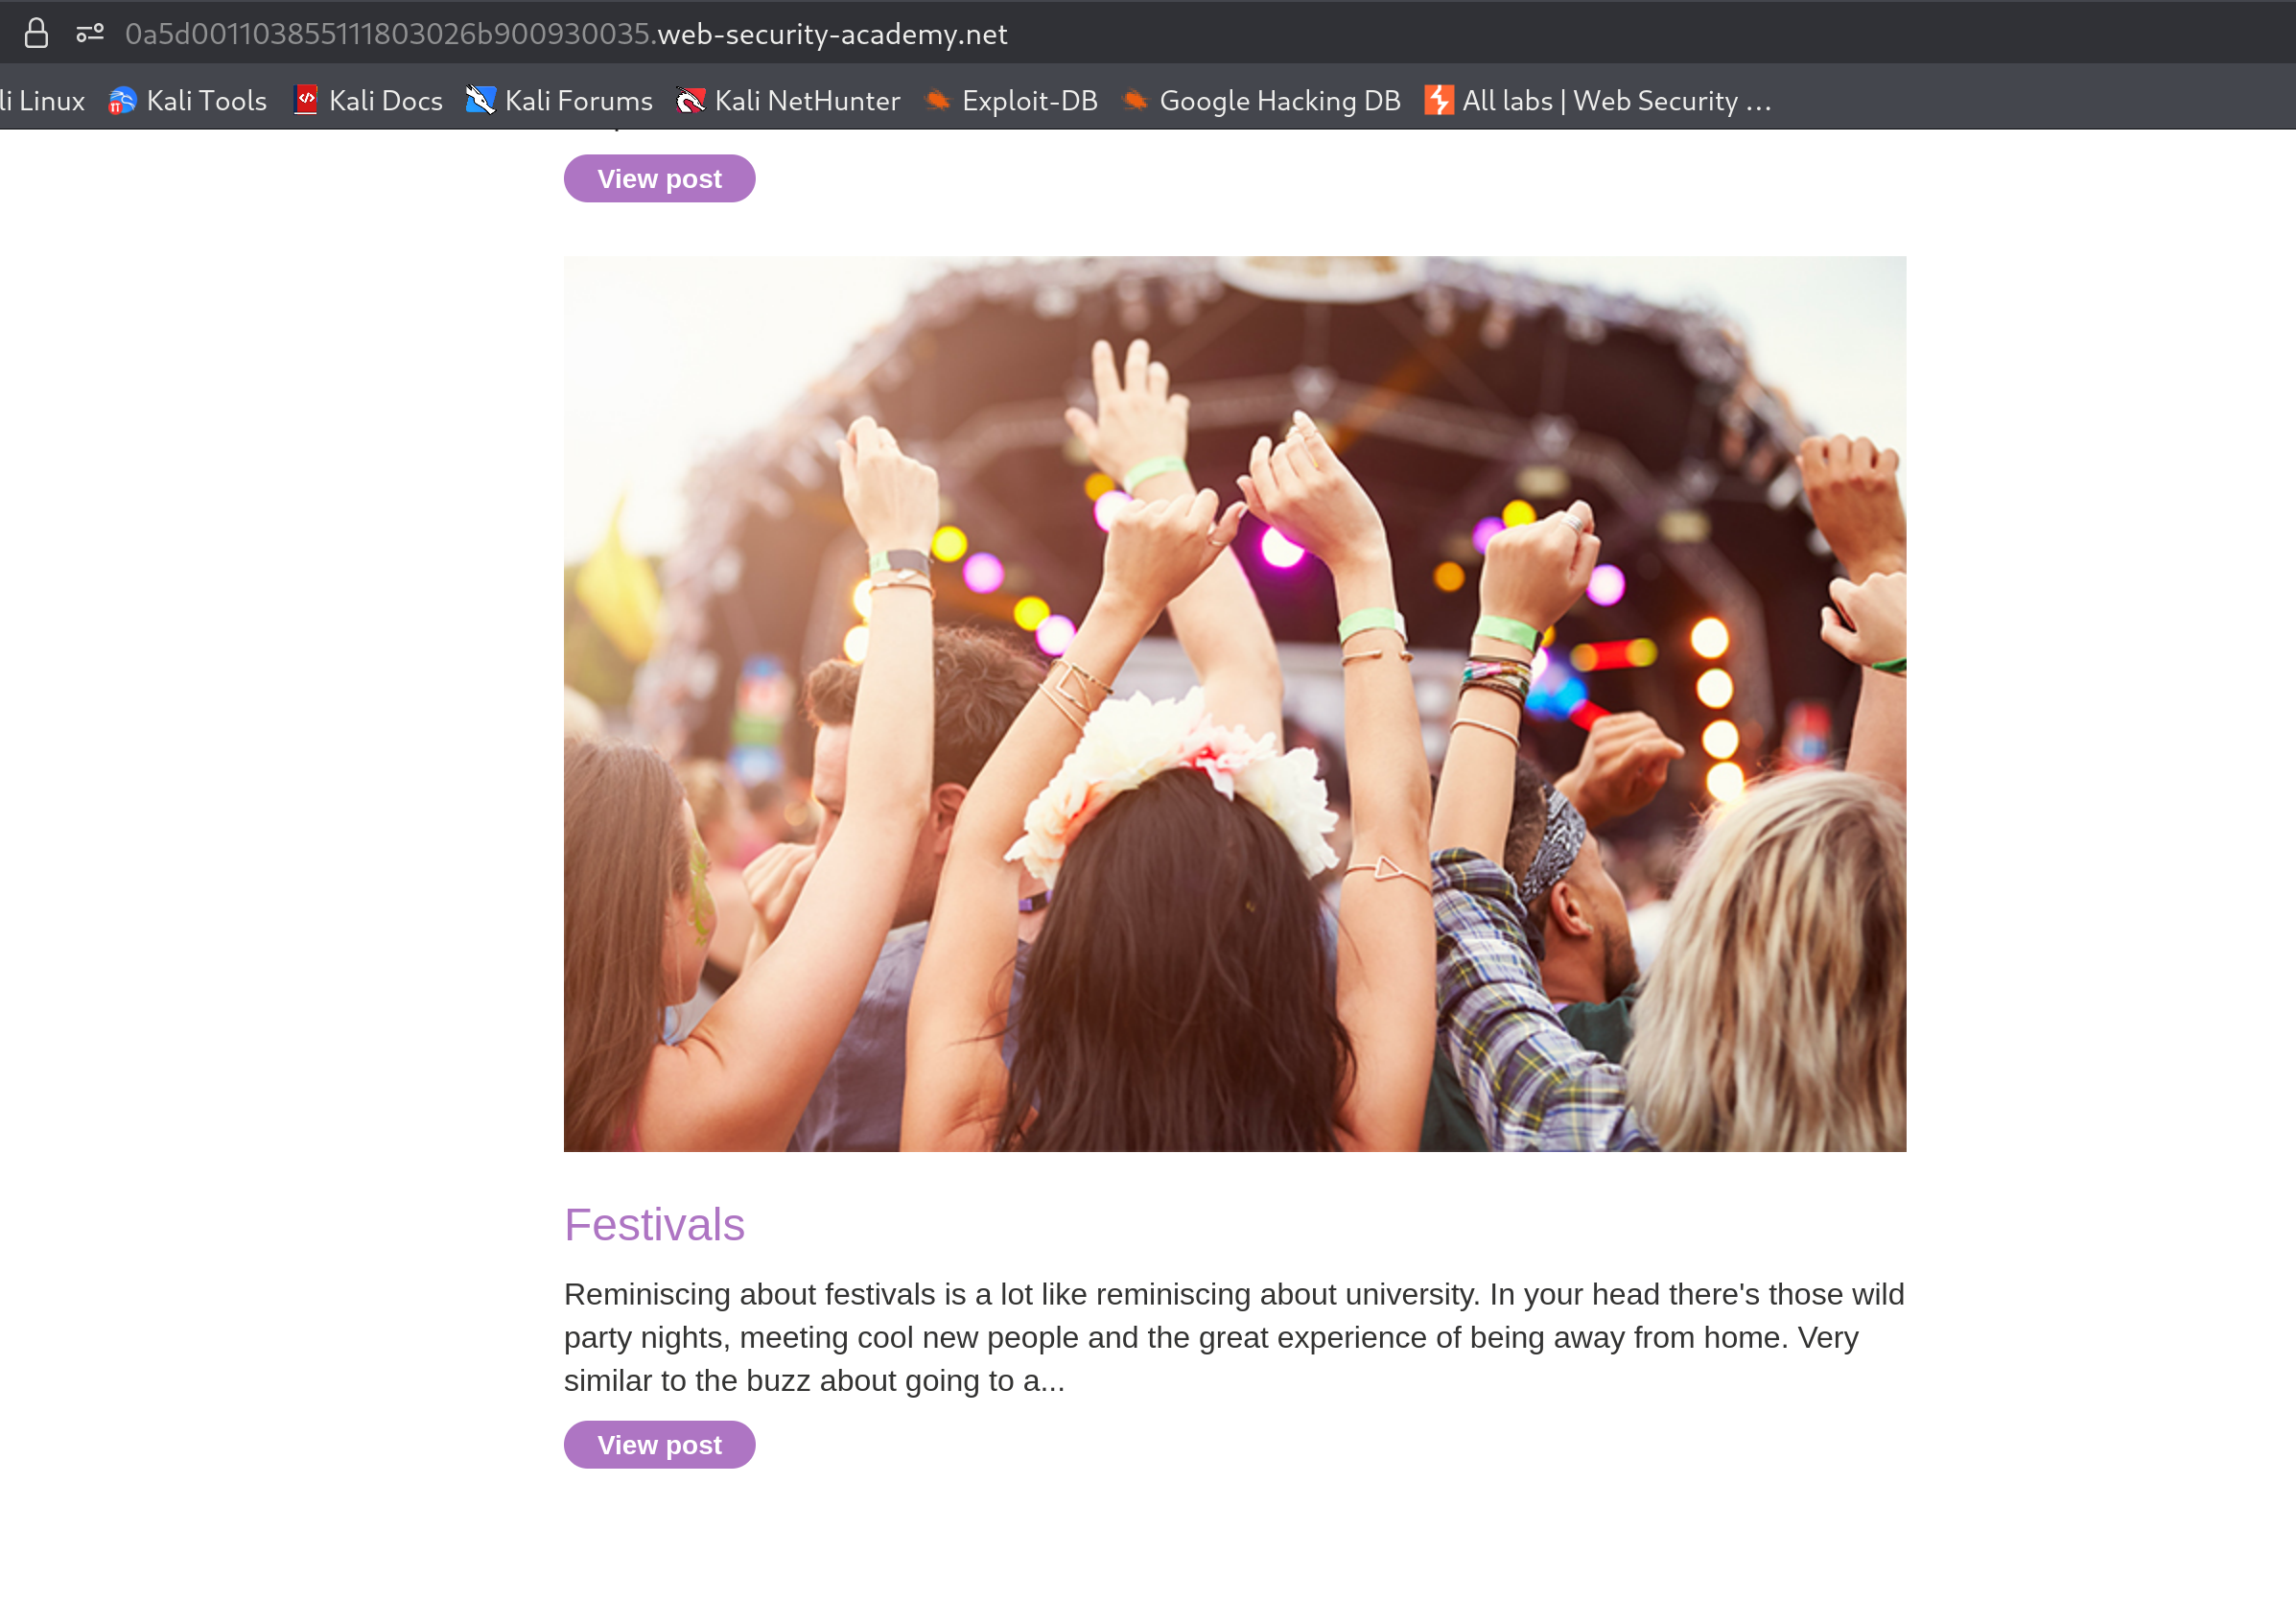 0a5d001103855111803026b900930035.web-security-academy.net
li Linux Kali Tools Kali Docs Kali Forums Kali NetHunter Exploit-DB Google Hacking DB All labs | Web Security ...
View post
Festivals
Reminiscing about festivals is a lot like reminiscing about university. In your head there's those wild
party nights, meeting cool new people and the great experience of being away from home. Very
similar to the buzz about going to a...
View post